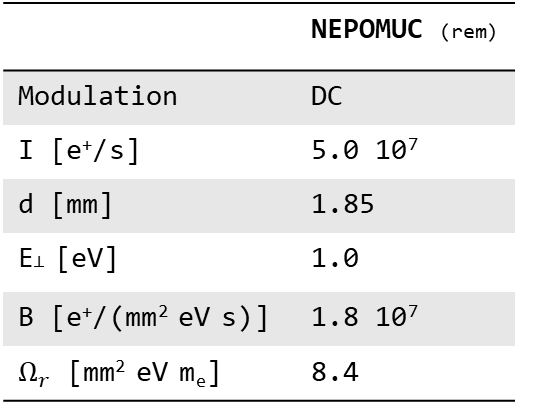 NEPOMUC (rem)
Modulation DC
I [e⁺/s] 5.0 10⁷
d [mm] 1.85
E⊥ [eV] 1.0
B [e⁺/(mm² eV s)] 1.8 10⁷
Ωᵣ [mm² eV mₑ] 8.4